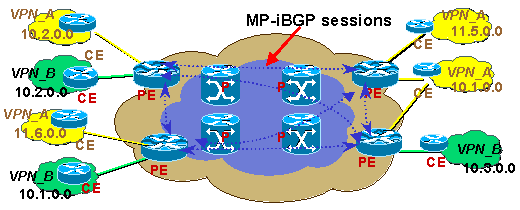 MP-iBGP sessions
VPN_A
10.2.0.0
CE
VPN_B
10.2.0.0
CE
VPN_A
11.6.0.0
CE
VPN_B
10.1.0.0
CE
PE
PE
P
P
P
P
PE
PE
VPN_A
11.5.0.0
CE
VPN_A
10.1.0.0
CE
VPN_B
10.3.0.0
CE